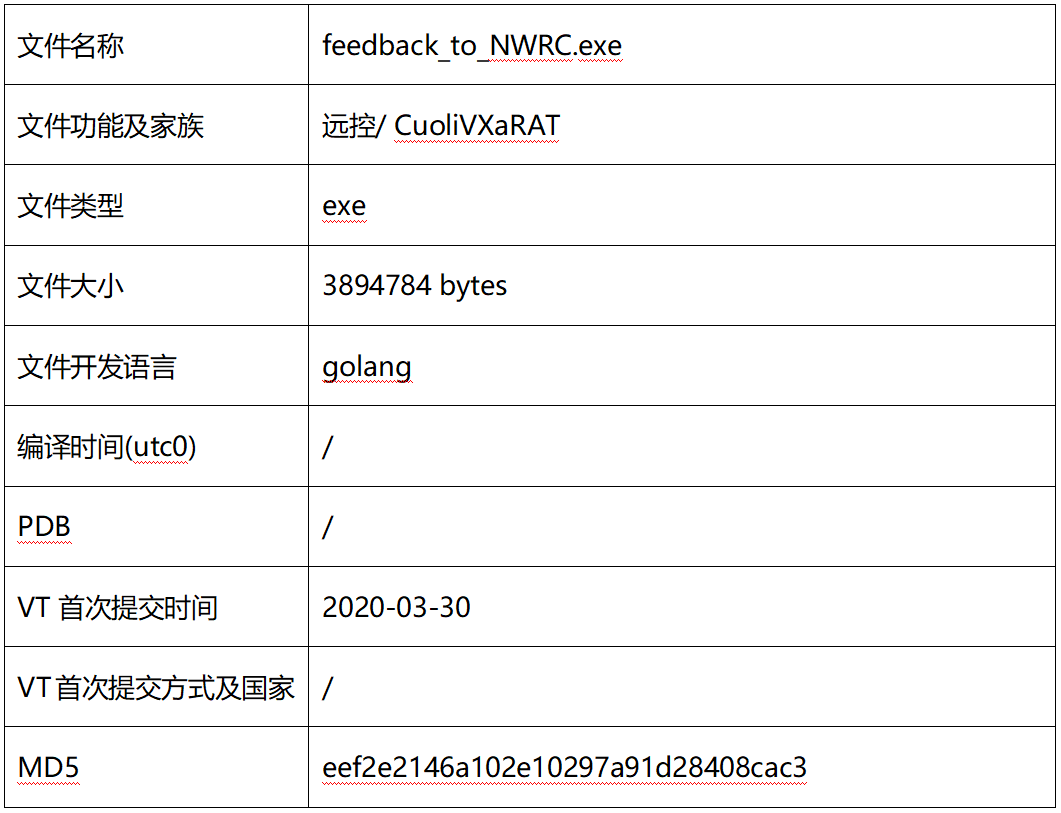 文件名称 feedback_to_NWRC.exe
文件功能及家族 远控/ CuoliVXaRAT
文件类型 exe
文件大小 3894784 bytes
文件开发语言 golang
编译时间(utc0) /
PDB /
VT 首次提交时间 2020-03-30
VT首次提交方式及国家 /
MD5 eef2e2146a102e10297a91d28408cac3